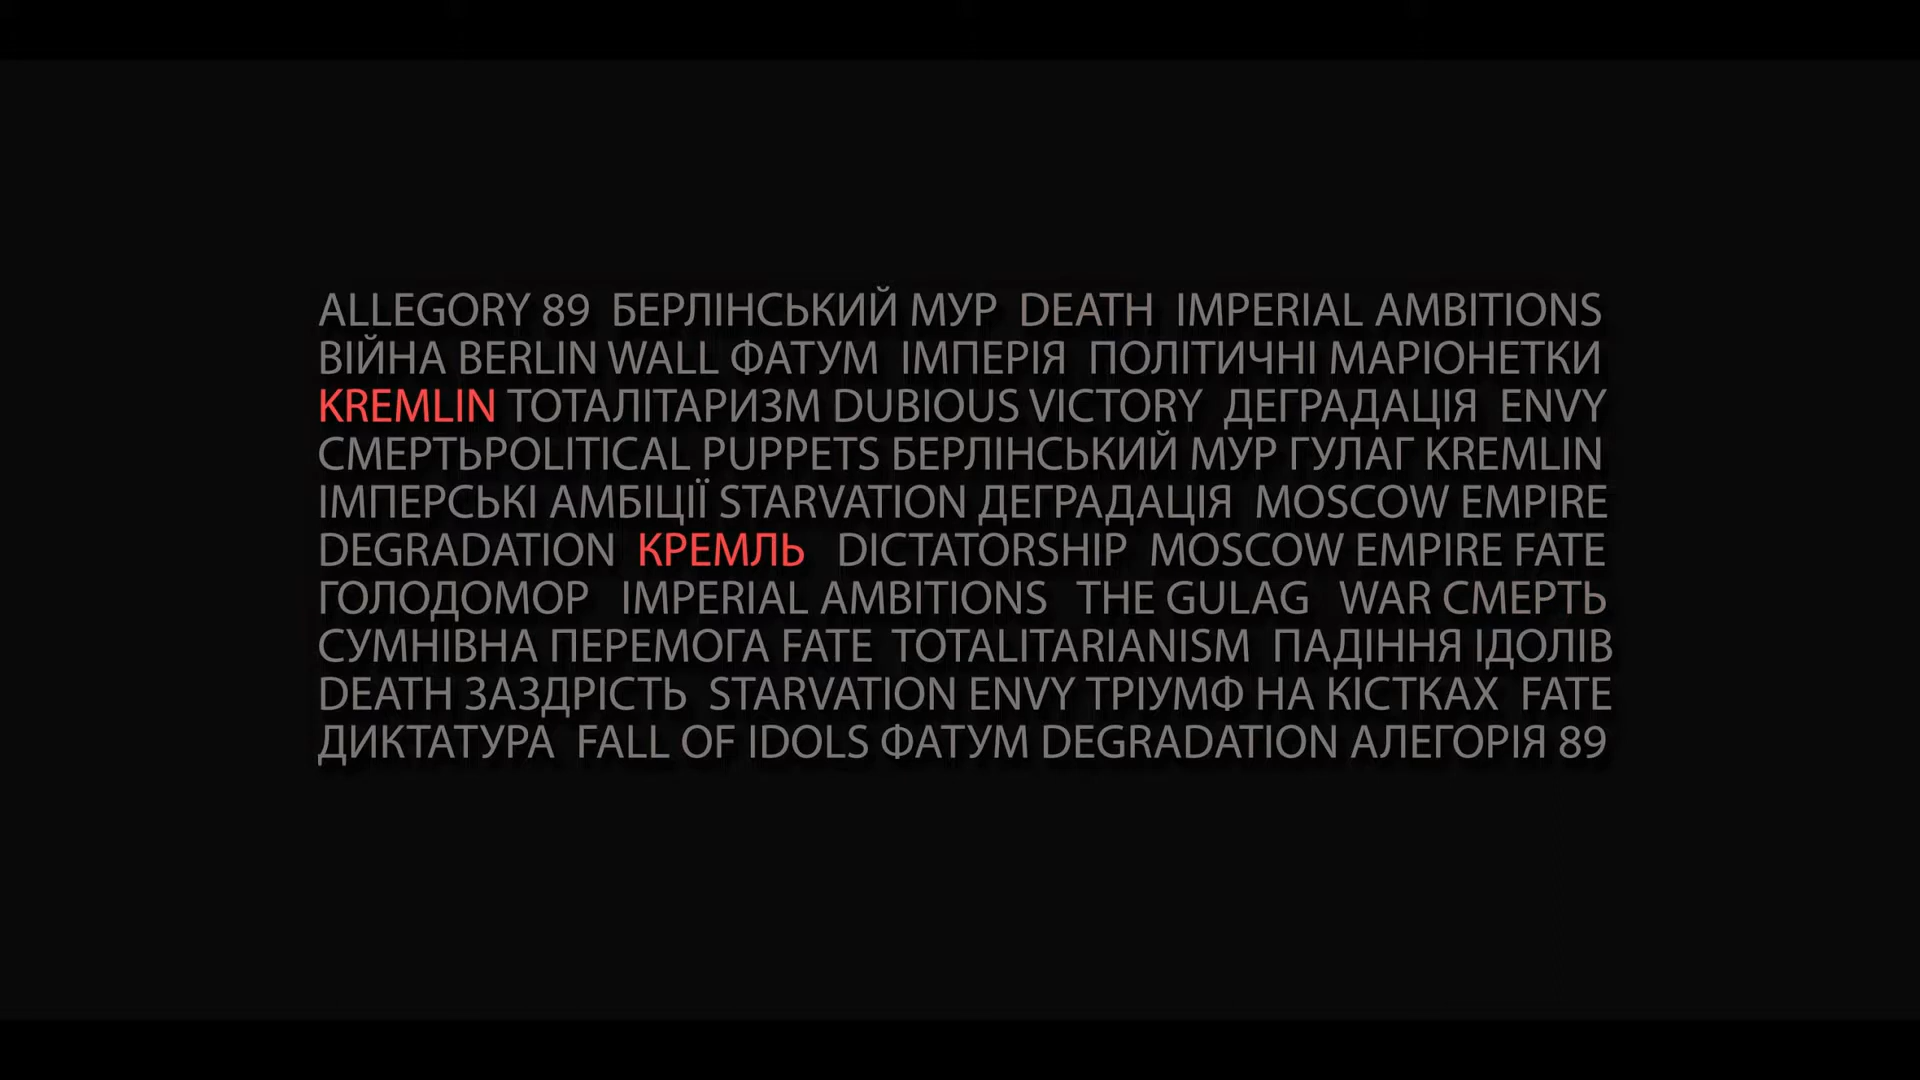 ALLEGORY 89 БЕРЛІНСЬКИЙ МУР DEATH IMPERIAL AMBITIONS
ВІЙНА BERLIN WALL ФАТУМ ІМПЕРІЯ ПОЛІТИЧНІ МАРІОНЕТКИ
KREMLIN ТОТАЛІТАРИЗМ DUBIOUS VICTORY ДЕГРАДАЦІЯ ENVY
СМЕРТЬPOLITICAL PUPPETS БЕРЛІНСЬКИЙ МУР ГУЛАГ KREMLIN
ІМПЕРСЬКІ АМБІЦІЇ STARVATION ДЕГРАДАЦІЯ MOSCOW EMPIRE
DEGRADATION КРЕМЛЬ DICTATORSHIP MOSCOW EMPIRE FATE
ГОЛОДОМОР IMPERIAL AMBITIONS THE GULAG WAR СМЕРТЬ
СУМНІВНА ПЕРЕМОГА FATE TOTALITARIANISM ПАДІННЯ ІДОЛІВ
DEATH ЗАЗДРІСТЬ STARVATION ENVY ТРІУМФ НА КІСТКАХ FATE
ДИКТАТУРА FALL OF IDOLS ФАТУМ DEGRADATION АЛЕГОРІЯ 89